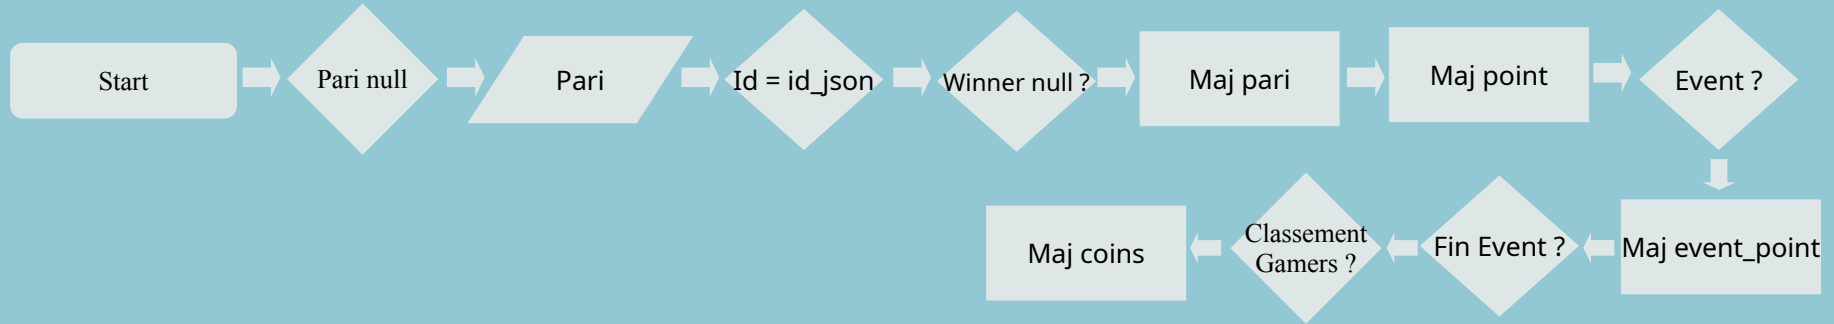 Start
Pari null
Pari
Id = id_json
Winner null ?
Maj pari
Maj point
Event ?
Maj event_point
Fin Event ?
Classement
Gamers ?
Maj coins